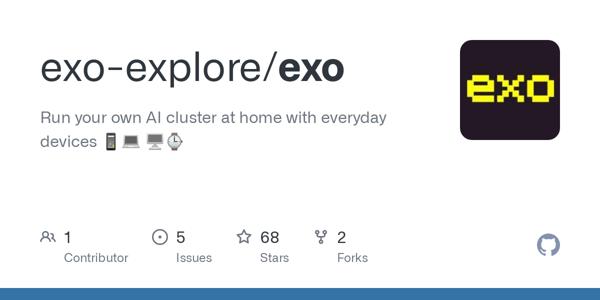 exo-explore/exo
exo
Run your own AI cluster at home with everyday
devices 📱💻🖥️⌚
1
Contributor
5
Issues
68
Stars
2
Forks